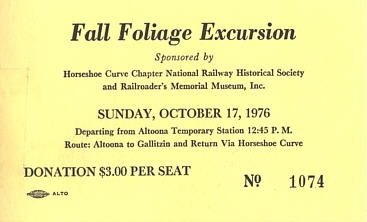 Fall Foliage Excursion
Sponsored by
Horseshoe Curve Chapter National Railway Historical Society
and Railroader's Memorial Museum, Inc.
SUNDAY, OCTOBER 17, 1976
Departing from Altoona Temporary Station 12:45 P. M.
Route: Altoona to Gallitzin and Return Via Horseshoe Curve
DONATION $3.00 PER SEAT
No 1074
ALTO